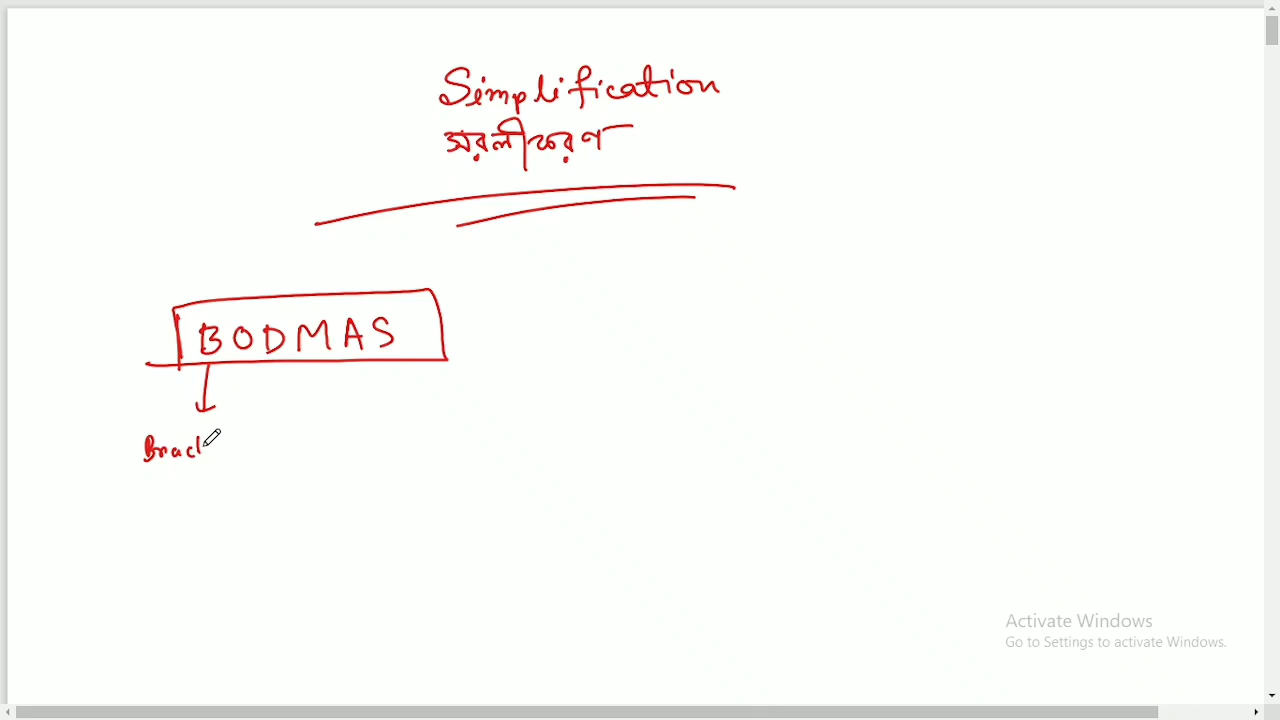 Simplification
সরলীকরণ
BODMAS
Brac
Activate Windows
Go to Settings to activate Windows.